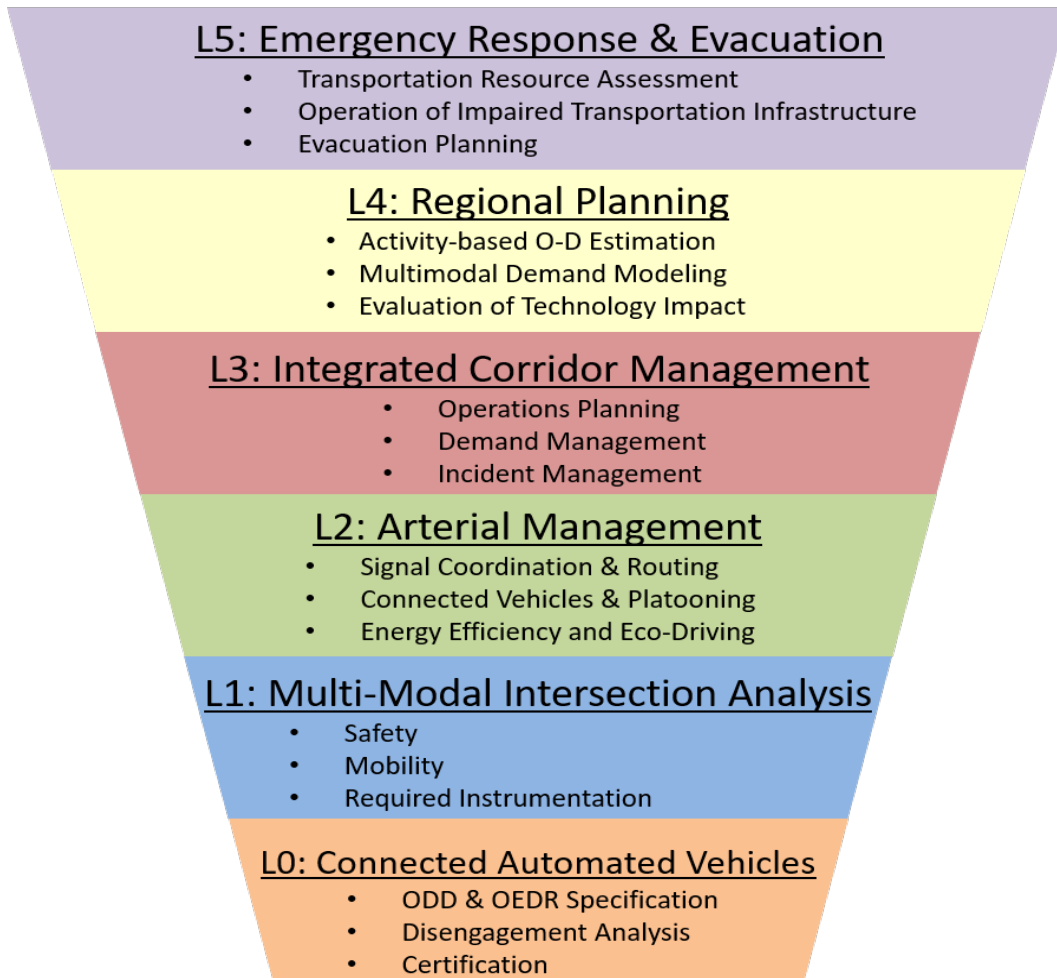 L5: Emergency Response & Evacuation
• Transportation Resource Assessment
• Operation of Impaired Transportation Infrastructure
• Evacuation Planning
L4: Regional Planning
• Activity-based O-D Estimation
• Multimodal Demand Modeling
• Evaluation of Technology Impact
L3: Integrated Corridor Management
• Operations Planning
• Demand Management
• Incident Management
L2: Arterial Management
• Signal Coordination & Routing
• Connected Vehicles & Platooning
• Energy Efficiency and Eco-Driving
L1: Multi-Modal Intersection Analysis
• Safety
• Mobility
• Required Instrumentation
L0: Connected Automated Vehicles
• ODD & OEDR Specification
• Disengagement Analysis
• Certification